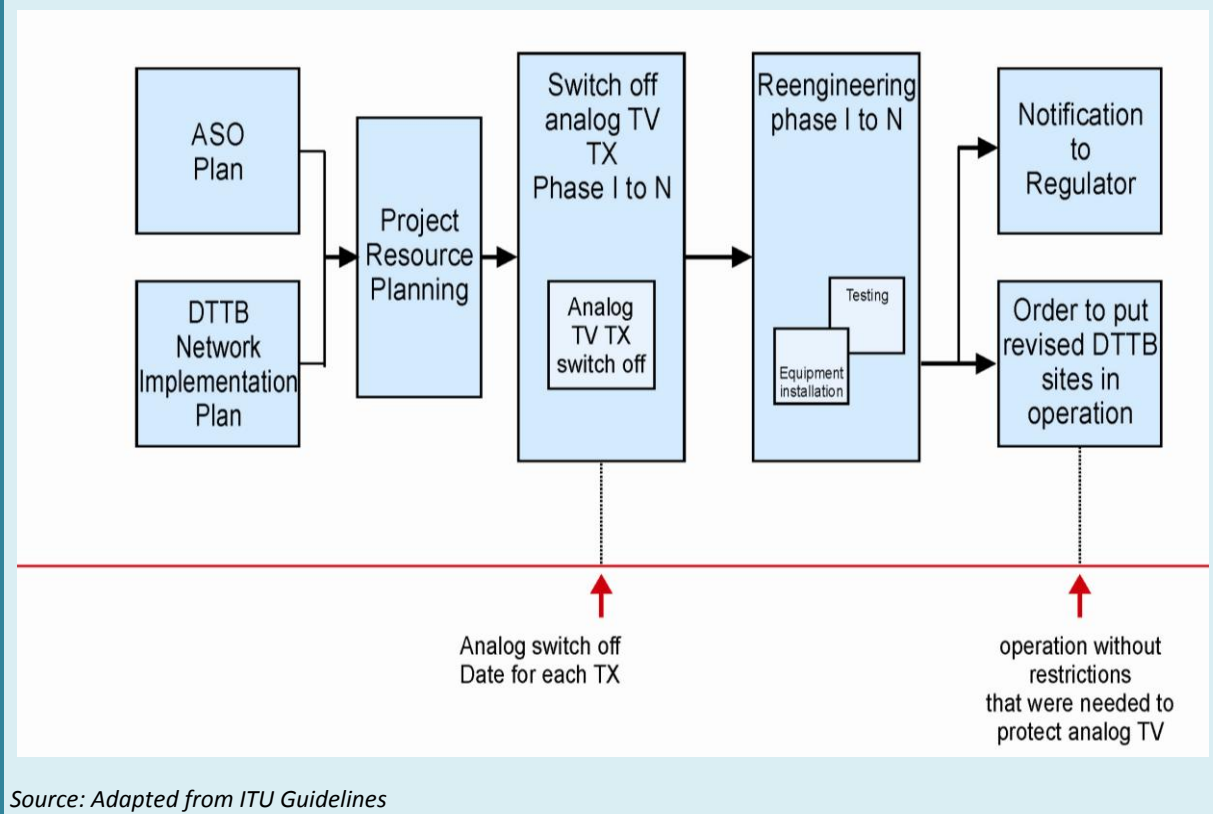 ASO
Plan
DTTB
Network
Implementation
Plan
Project
Resource
Planning
Switch off
analog TV
TX
Phase I to N
Analog
TV TX
switch off
Reengineering
phase I to N
Testing
Equipment
installation
Notification
to
Regulator
Order to put
revised DTTB
sites in
operation
Analog switch off
Date for each TX
operation without
restrictions
that were needed to
protect analog TV
Source: Adapted from ITU Guidelines